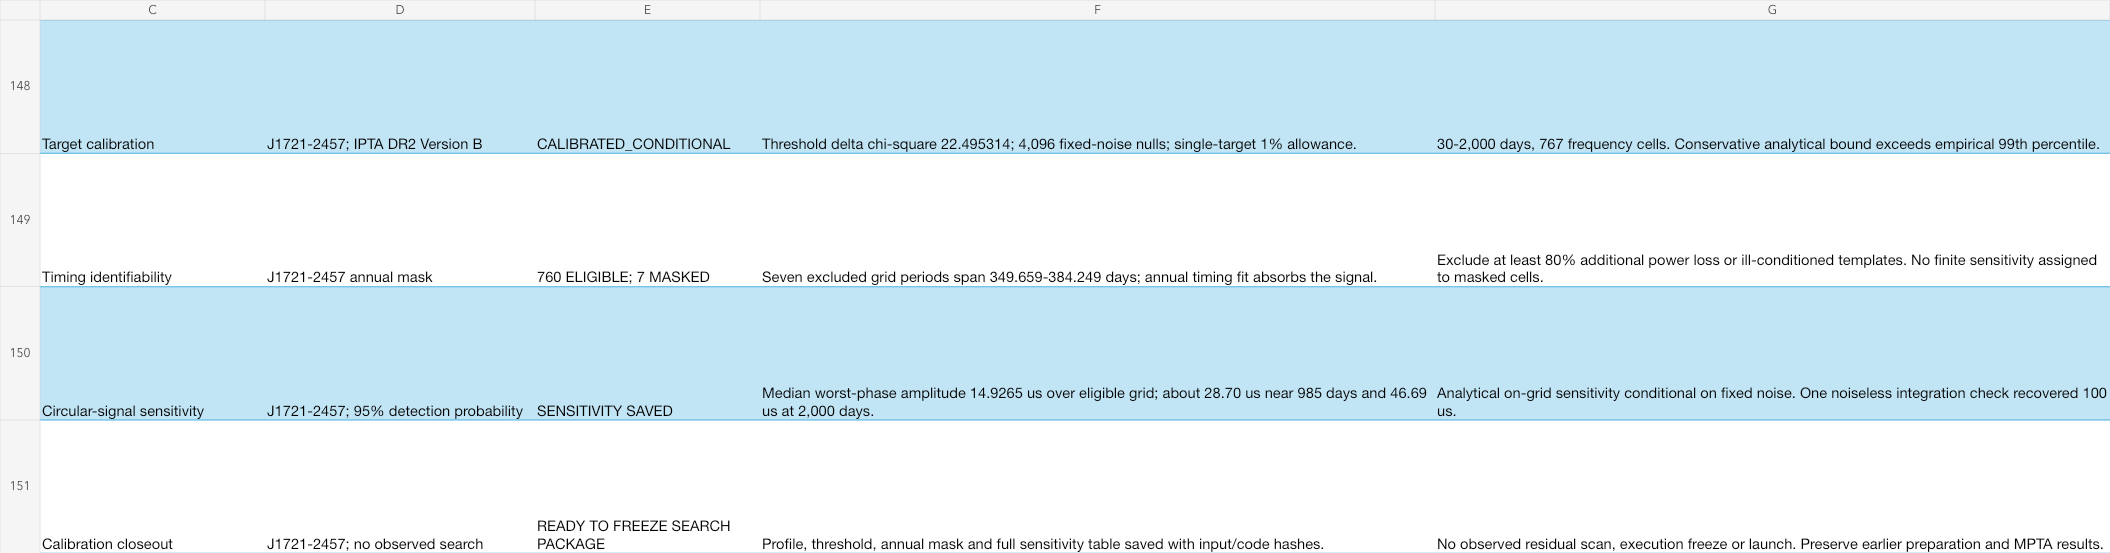 C D E F G
148
Target calibration J1721-2457; IPTA DR2 Version B CALIBRATED_CONDITIONAL Threshold delta chi-square 22.495314; 4,096 fixed-noise nulls; single-target 1% allowance. 30-2,000 days, 767 frequency cells. Conservative analytical bound exceeds empirical 99th percentile.
149
Exclude at least 80% additional power loss or ill-conditioned templates. No finite sensitivity assigned
Timing identifiability J1721-2457 annual mask 760 ELIGIBLE; 7 MASKED Seven excluded grid periods span 349.659-384.249 days; annual timing fit absorbs the signal. to masked cells.
150
Median worst-phase amplitude 14.9265 us over eligible grid; about 28.70 us near 985 days and 46.69 Analytical on-grid sensitivity conditional on fixed noise. One noiseless integration check recovered 100
Circular-signal sensitivity J1721-2457; 95% detection probability SENSITIVITY SAVED us at 2,000 days. us.
151
READY TO FREEZE SEARCH
Calibration closeout J1721-2457; no observed search PACKAGE Profile, threshold, annual mask and full sensitivity table saved with input/code hashes. No observed residual scan, execution freeze or launch. Preserve earlier preparation and MPTA results.